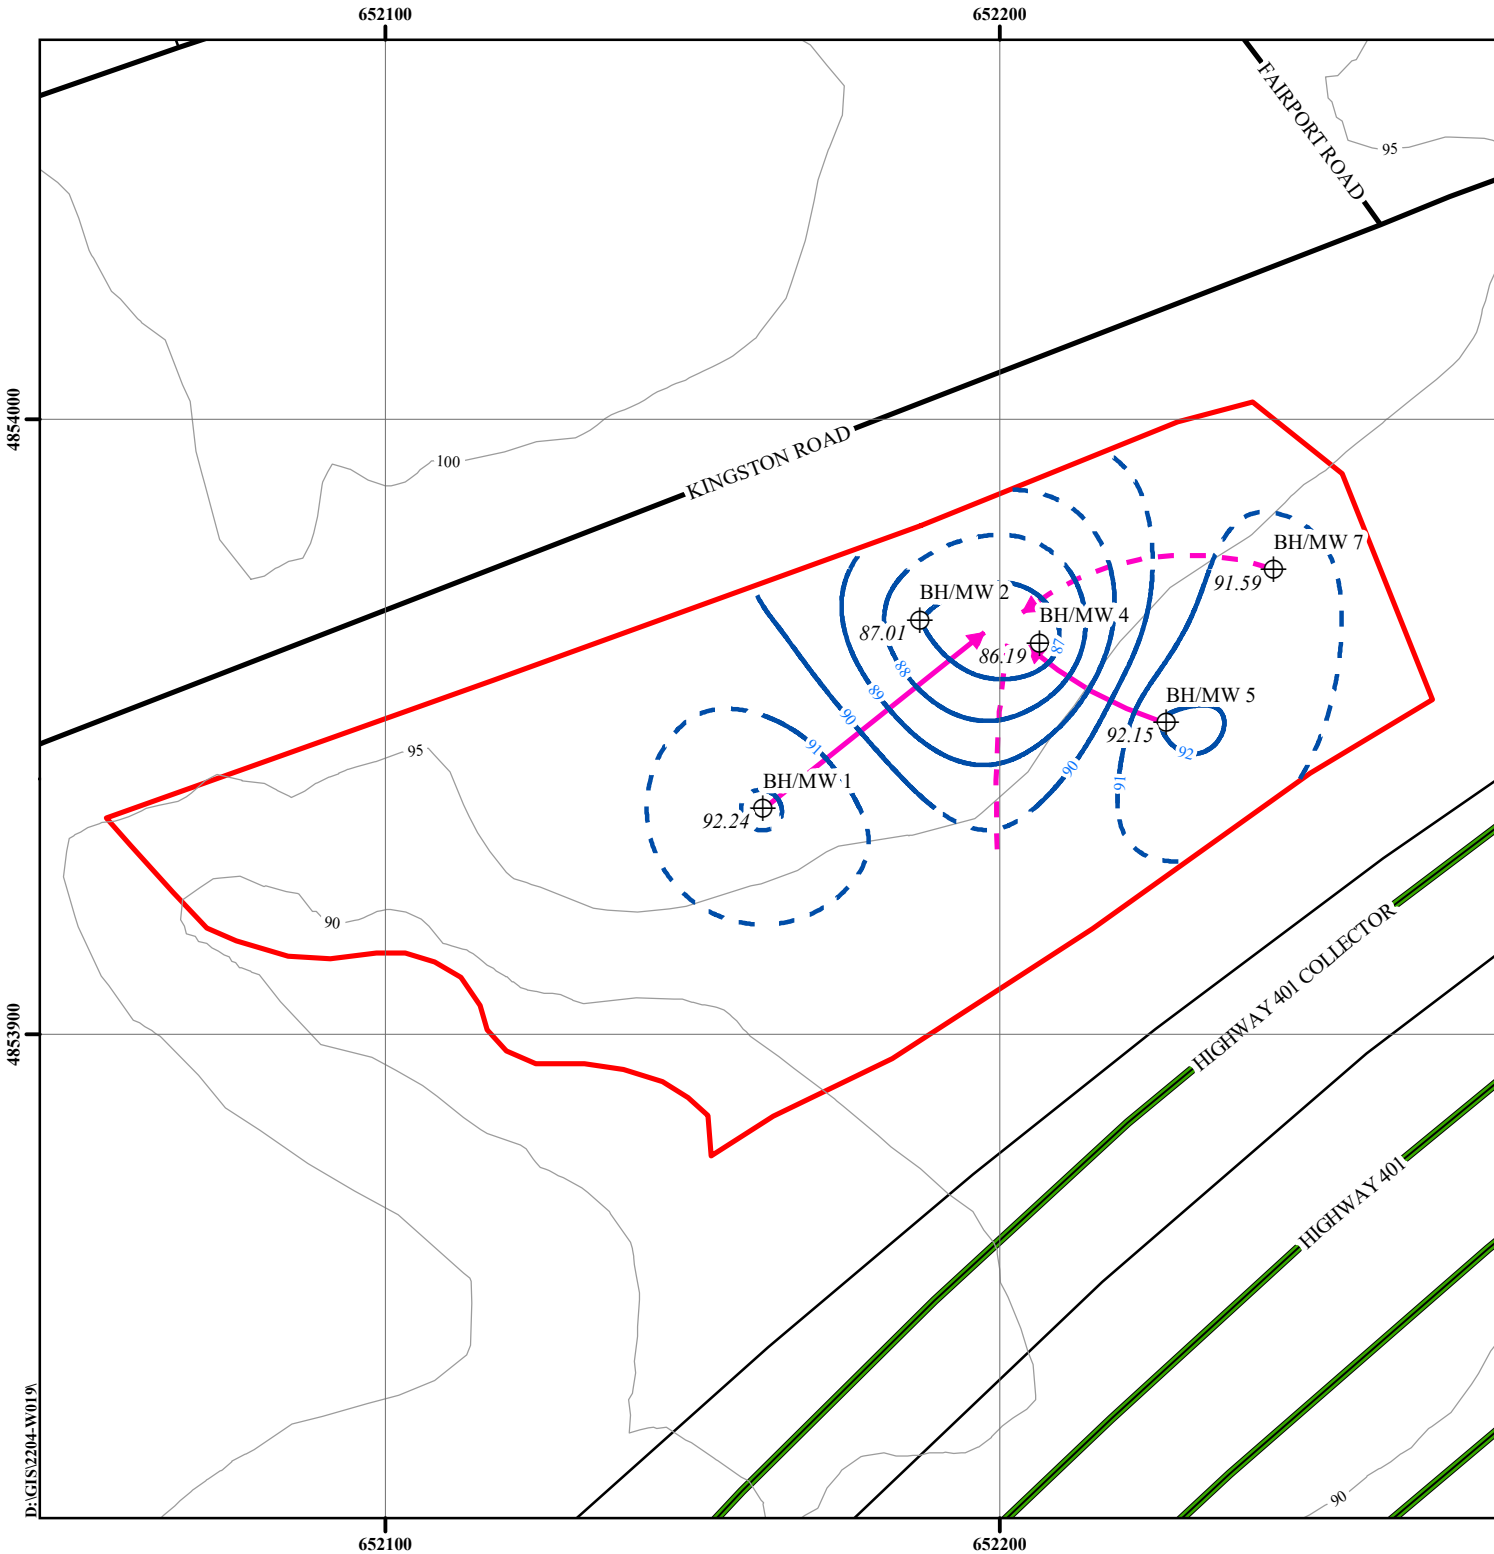 652100
652200
FAIRPORT ROAD
95
4854000
KINGSTON ROAD
100
BH/MW 7
91.59
BH/MW 2
87.01
BH/MW 4
86.19
87
88
89
90
BH/MW 5
92.15
92
91
95
91
90
BH/MW 1
92.24
91
90
HIGHWAY 401 COLLECTOR
4853900
HIGHWAY 401
D:\GIS\2204-W019\
90
652100
652200